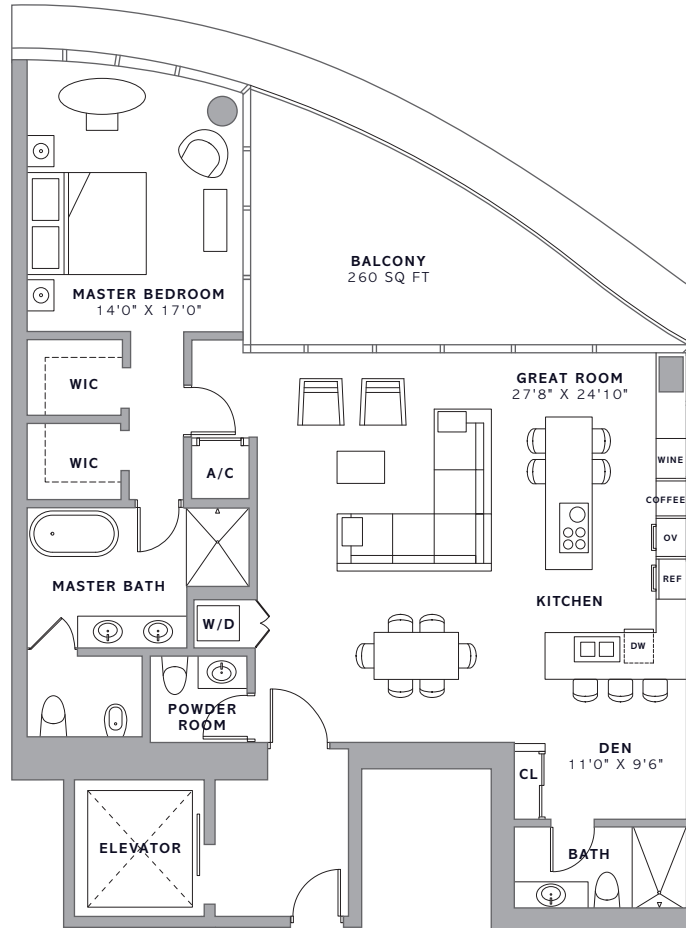 BALCONY
260 SQ FT
MASTER BEDROOM
14'0" X 17'0"
GREAT ROOM
27'8" X 24'10"
WIC
WIC
A/C
WINE
COFFEE
OV
REF
MASTER BATH
KITCHEN
W/D
DW
POWDER
ROOM
DEN
11'0" X 9'6"
CL
ELEVATOR
BATH